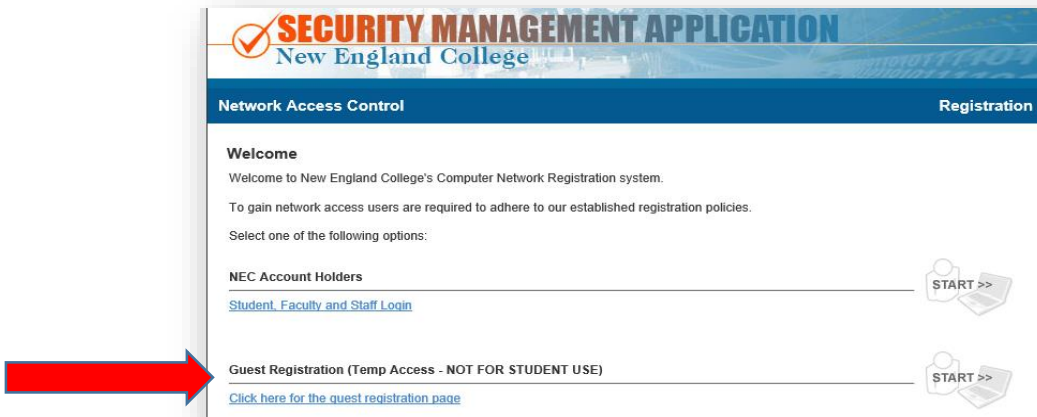 SECURITY MANAGEMENT APPLICATION
New England College
Network Access Control Registration
Welcome
Welcome to New England College's Computer Network Registration system.
To gain network access users are required to adhere to our established registration policies.
Select one of the following options:
NEC Account Holders
START >>
Student, Faculty and Staff Login
Guest Registration (Temp Access - NOT FOR STUDENT USE)
START >>
Click here for the guest registration page